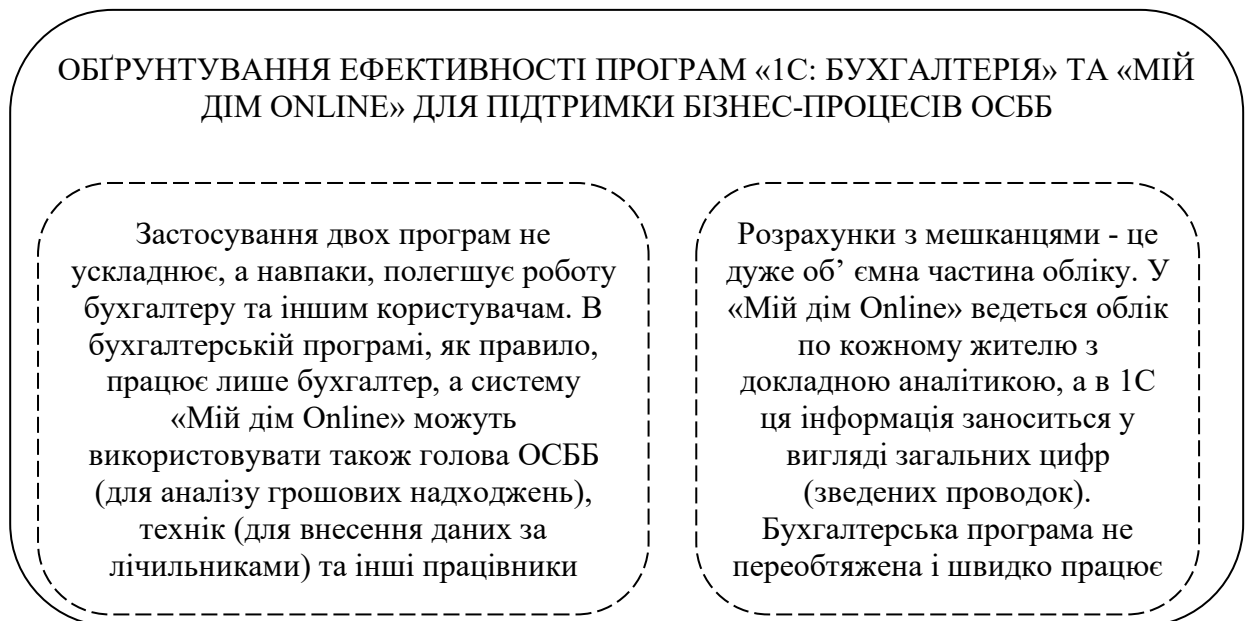 ОБҐРУНТУВАННЯ ЕФЕКТИВНОСТІ ПРОГРАМ «1С: БУХГАЛТЕРІЯ» ТА «МІЙ
ДІМ ONLINE» ДЛЯ ПІДТРИМКИ БІЗНЕС-ПРОЦЕСІВ ОСББ
Застосування двох програм не
ускладнює, а навпаки, полегшує роботу
бухгалтеру та іншим користувачам. В
бухгалтерській програмі, як правило,
працює лише бухгалтер, а систему
«Мій дім Online» можуть
використовувати також голова ОСББ
(для аналізу грошових надходжень),
технік (для внесення даних за
лічильниками) та інші працівники
Розрахунки з мешканцями - це
дуже об’ ємна частина обліку. У
«Мій дім Online» ведеться облік
по кожному жителю з
докладною аналітикою, а в 1С
ця інформація заноситься у
вигляді загальних цифр
(зведених проводок).
Бухгалтерська програма не
переобтяжена і швидко працює